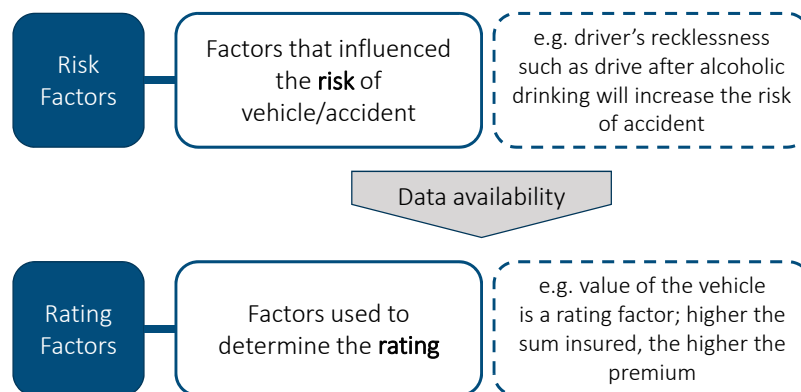 Risk
Factors
Factors that influenced
the risk of
vehicle/accident
e.g. driver’s recklessness
such as drive after alcoholic
drinking will increase the risk
of accident
Data availability
Rating
Factors
Factors used to
determine the rating
e.g. value of the vehicle
is a rating factor; higher the
sum insured, the higher the
premium